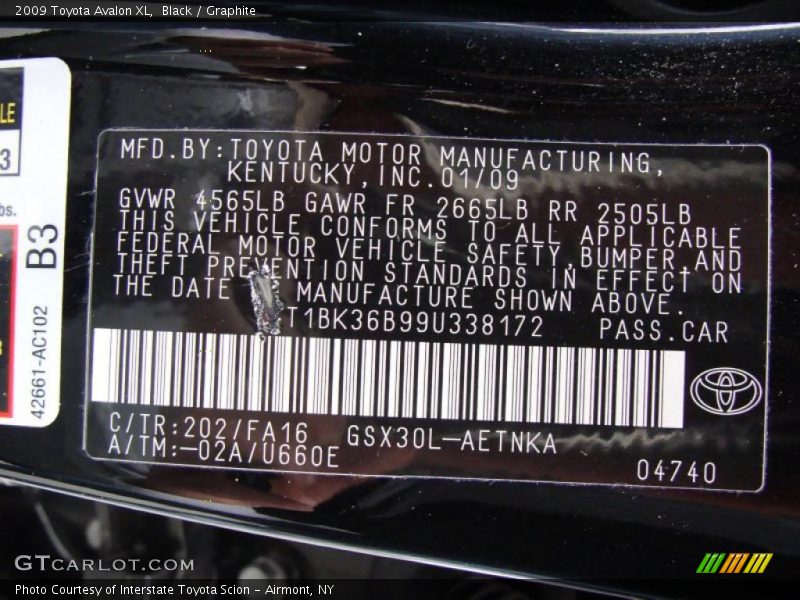 2009 Toyota Avalon XL, Black / Graphite
LE
3
bs.
B3
42661-AC102
MFD.BY:TOYOTA MOTOR MANUFACTURING,
KENTUCKY,INC.01/09
GVWR 4565LB GAWR FR 2665LB RR 2505LB
THIS VEHICLE CONFORMS TO ALL APPLICABLE
FEDERAL MOTOR VEHICLE SAFETY,BUMPER,AND
THEFT PREVENTION STANDARDS IN EFFECT ON
THE DATE MANUFACTURE SHOWN ABOVE.
T1BK36B99U338172 PASS.CAR
C/TR:202/FA16 GSX30L-AETNKA
A/TM:-02A/U660E
04740
GTCARLOT.COM
Photo Courtesy of Interstate Toyota Scion - Airmont, NY